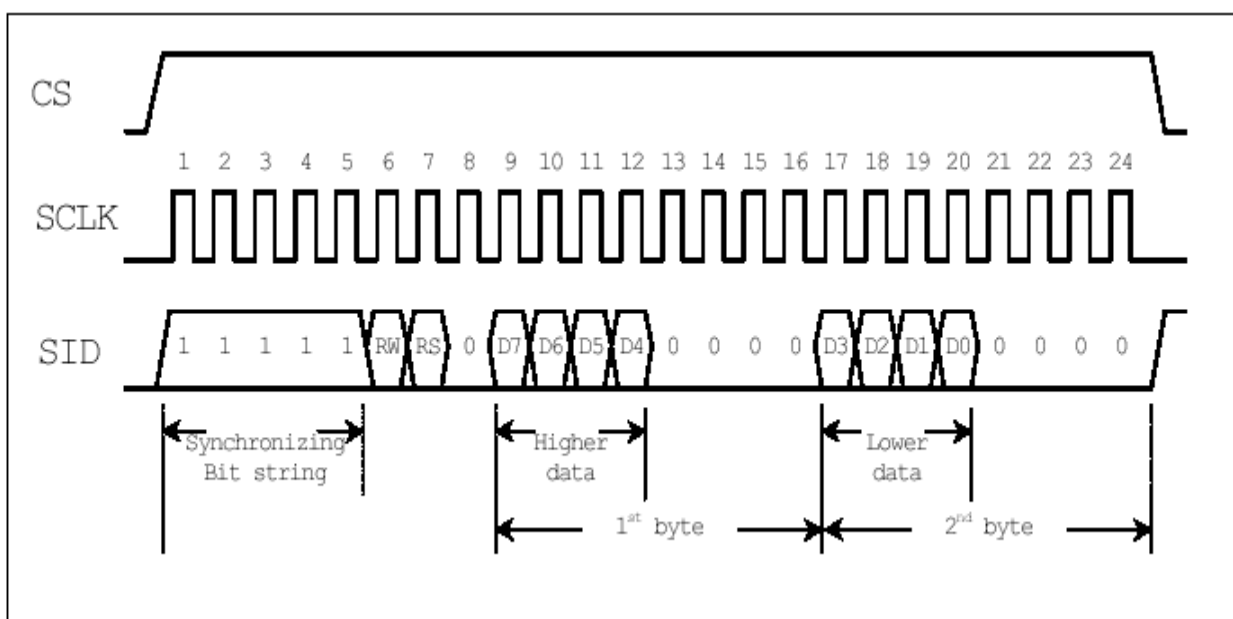 CS
1 2 3 4 5 6 7 8 9 10 11 12 13 14 15 16 17 18 19 20 21 22 23 24
SCLK
SID
1 1 1 1 1 RW RS 0 D7 D6 D5 D4 0 0 0 0 D3 D2 D1 D0 0 0 0 0
Synchronizing
Bit string
Higher
data
Lower
data
1st byte
2nd byte